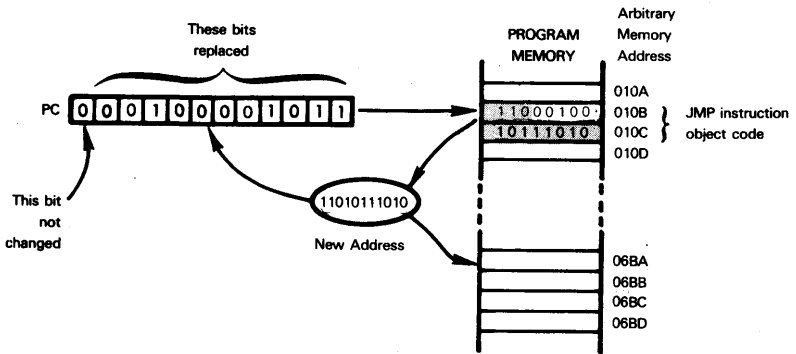 These bits
replaced
PC 0 0 0 1 0 0 0 0 1 0 1 1
This bit
not
changed
11010111010
New Address
PROGRAM
MEMORY
Arbitrary
Memory
Address
010A
11000100 010B
10111010 010C
010D
JMP instruction
object code
06BA
06BB
06BC
06BD